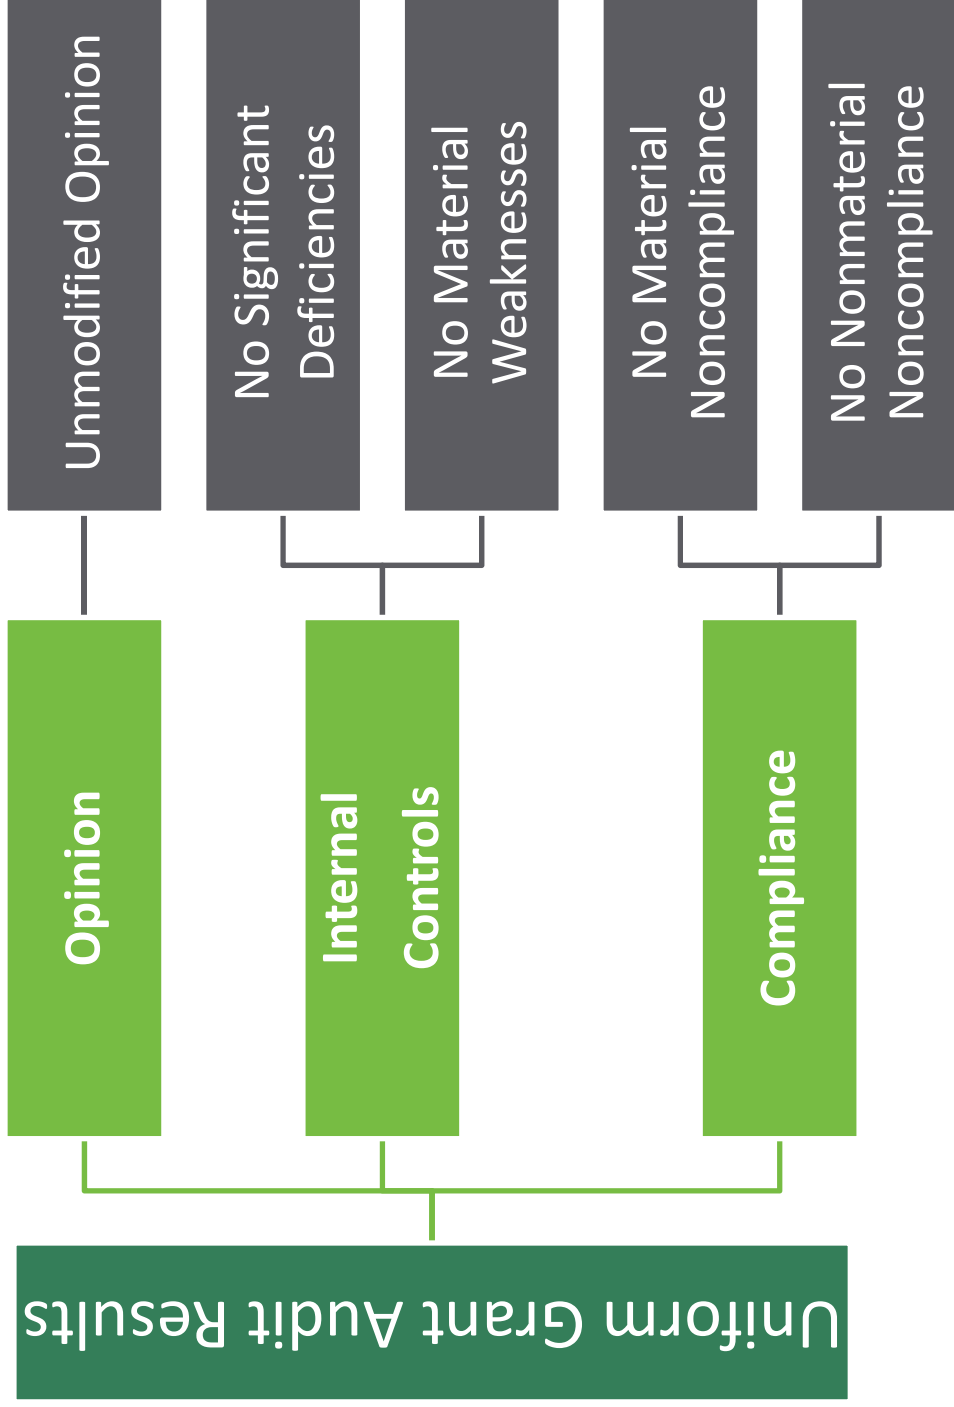 Uniform Grant Audit Results
Opinion
Unmodified Opinion
Internal
Controls
No Significant
Deficiencies
No Material
Weaknesses
Compliance
No Material
Noncompliance
No Nonmaterial
Noncompliance